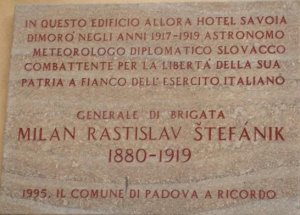 IN QUESTO EDIFICIO ALLORA HOTEL SAVOIA
DIMORÒ NEGLI ANNI 1917-1919 ASTRONOMO
METEOROLOGO DIPLOMATICO SLOVACCO
COMBATTENTE PER LA LIBERTÀ DELLA SUA
PATRIA A FIANCO DELL'ESERCITO ITALIANO
GENERALE DI BRIGATA
MILAN RASTISLAV ŠTEFÁNIK
1880-1919
1995, IL COMUNE DI PADOVA A RICORDO